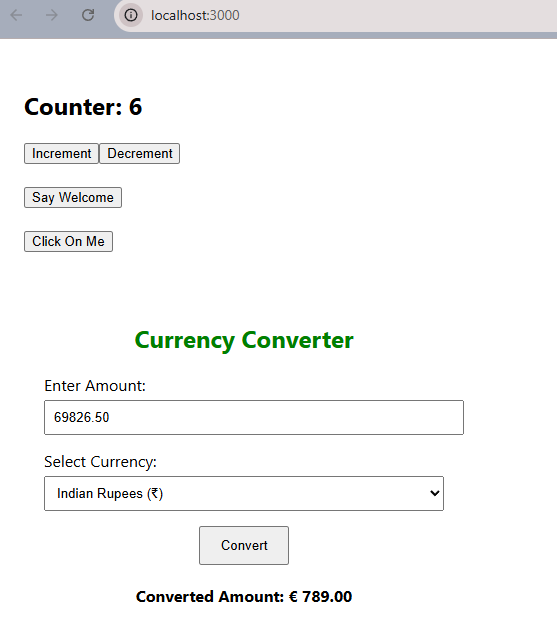 localhost:3000
Counter: 6
Increment Decrement
Say Welcome
Click On Me
Currency Converter
Enter Amount:
69826.50
Select Currency:
Indian Rupees (₹)
Convert
Converted Amount: € 789.00